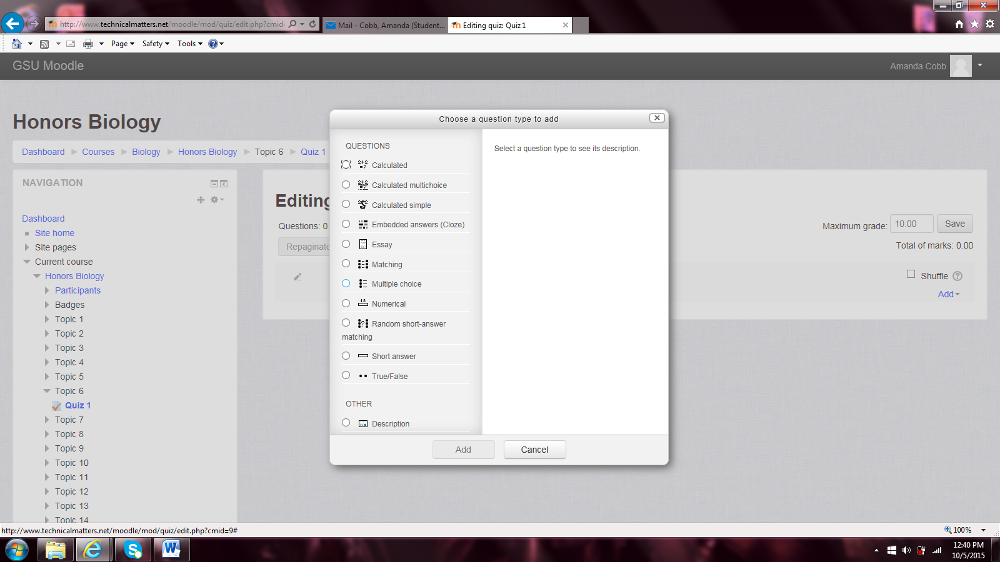 http://www.technicalmatters.net/moodle/mod/quiz/edit.php?cmid=
Mail - Cobb, Amanda (Student...
Editing quiz: Quiz 1
Page
Safety
Tools
GSU Moodle
Amanda Cobb
Honors Biology
Dashboard Courses Biology Honors Biology Topic 6 Quiz 1
NAVIGATION
Dashboard
Site home
Site pages
Current course
Honors Biology
Participants
Badges
Topic 1
Topic 2
Topic 3
Topic 4
Topic 5
Topic 6
Quiz 1
Topic 7
Topic 8
Topic 9
Topic 10
Topic 11
Topic 12
Topic 13
Topic 14
Editing
Questions: 0
Repaginate
Maximum grade: 10.00 Save
Total of marks: 0.00
Shuffle
Add
Choose a question type to add
QUESTIONS
2+2 =? Calculated
Calculated multichoice
Calculated simple
Embedded answers (Cloze)
Essay
Matching
Multiple choice
12 Numerical
Random short-answer
matching
Short answer
True/False
OTHER
Description
Select a question type to see its description.
Add Cancel
http://www.technicalmatters.net/moodle/mod/quiz/edit.php?cmid=9#
100%
12:40 PM
10/5/2015